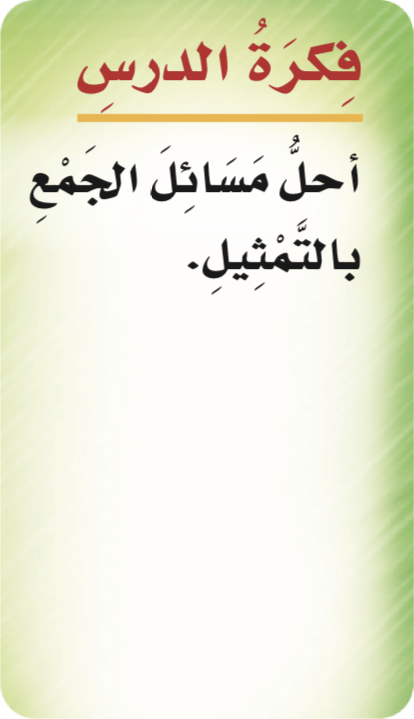 فِكرَةُ الدرسِ
أحلُّ مَسَائِلَ الجَمْعِ
بالتَّمْثِيلِ.